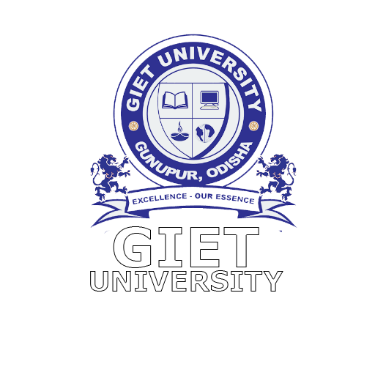 GIET UNIVERSITY
GUNUPUR, ODISHA
EXCELLENCE - OUR ESSENCE
GIET
UNIVERSITY